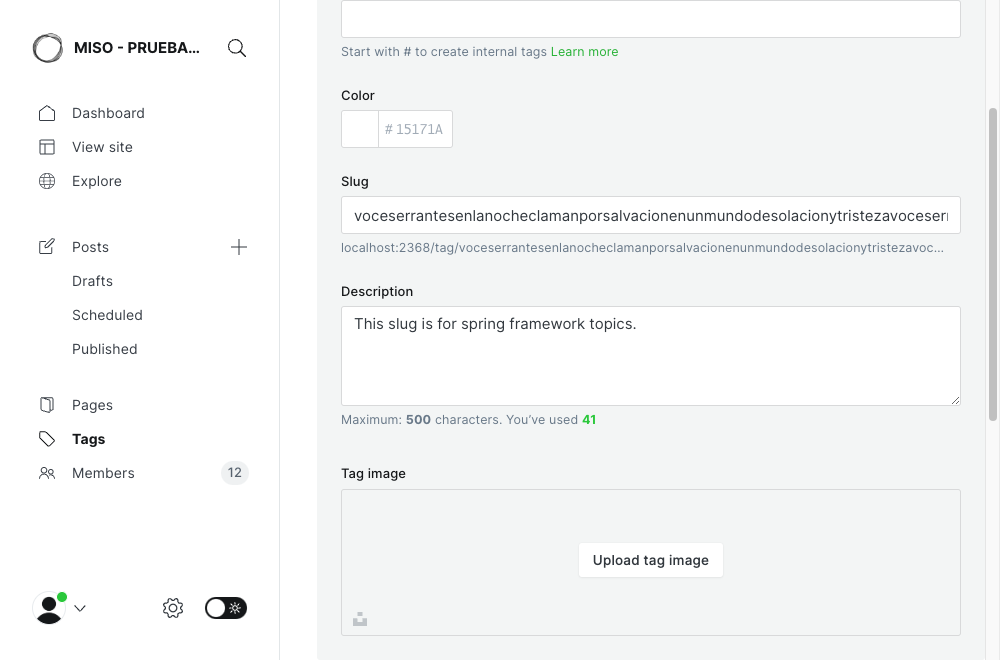 MISO - PRUEBA...
Dashboard
View site
Explore
Posts
Drafts
Scheduled
Published
Pages
Tags
Members
12
Start with # to create internal tags Learn more
Color
# 15171A
Slug
voceserrantesenlanocheclamanporsalvacionenunmundodesolacionytristezavoceserr
localhost:2368/tag/voceserrantesenlanocheclamanporsalvacionenunmundodesolacionytristezavoc...
Description
This slug is for spring framework topics.
Maximum: 500 characters. You’ve used 41
Tag image
Upload tag image